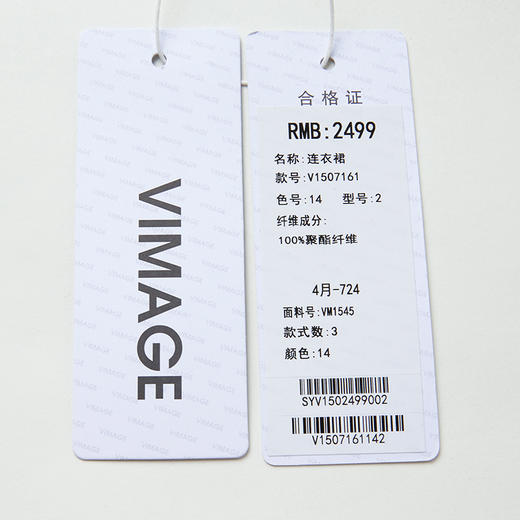 VIMAGE
合格证
RMB:2499
名称:连衣裙
款号:V1507161
色号:14 型号:2
纤维成分:
100%聚酯纤维
4月-724
面料号:VM1545
款式数:3
颜色:14
SYV1502499002
V1507161142